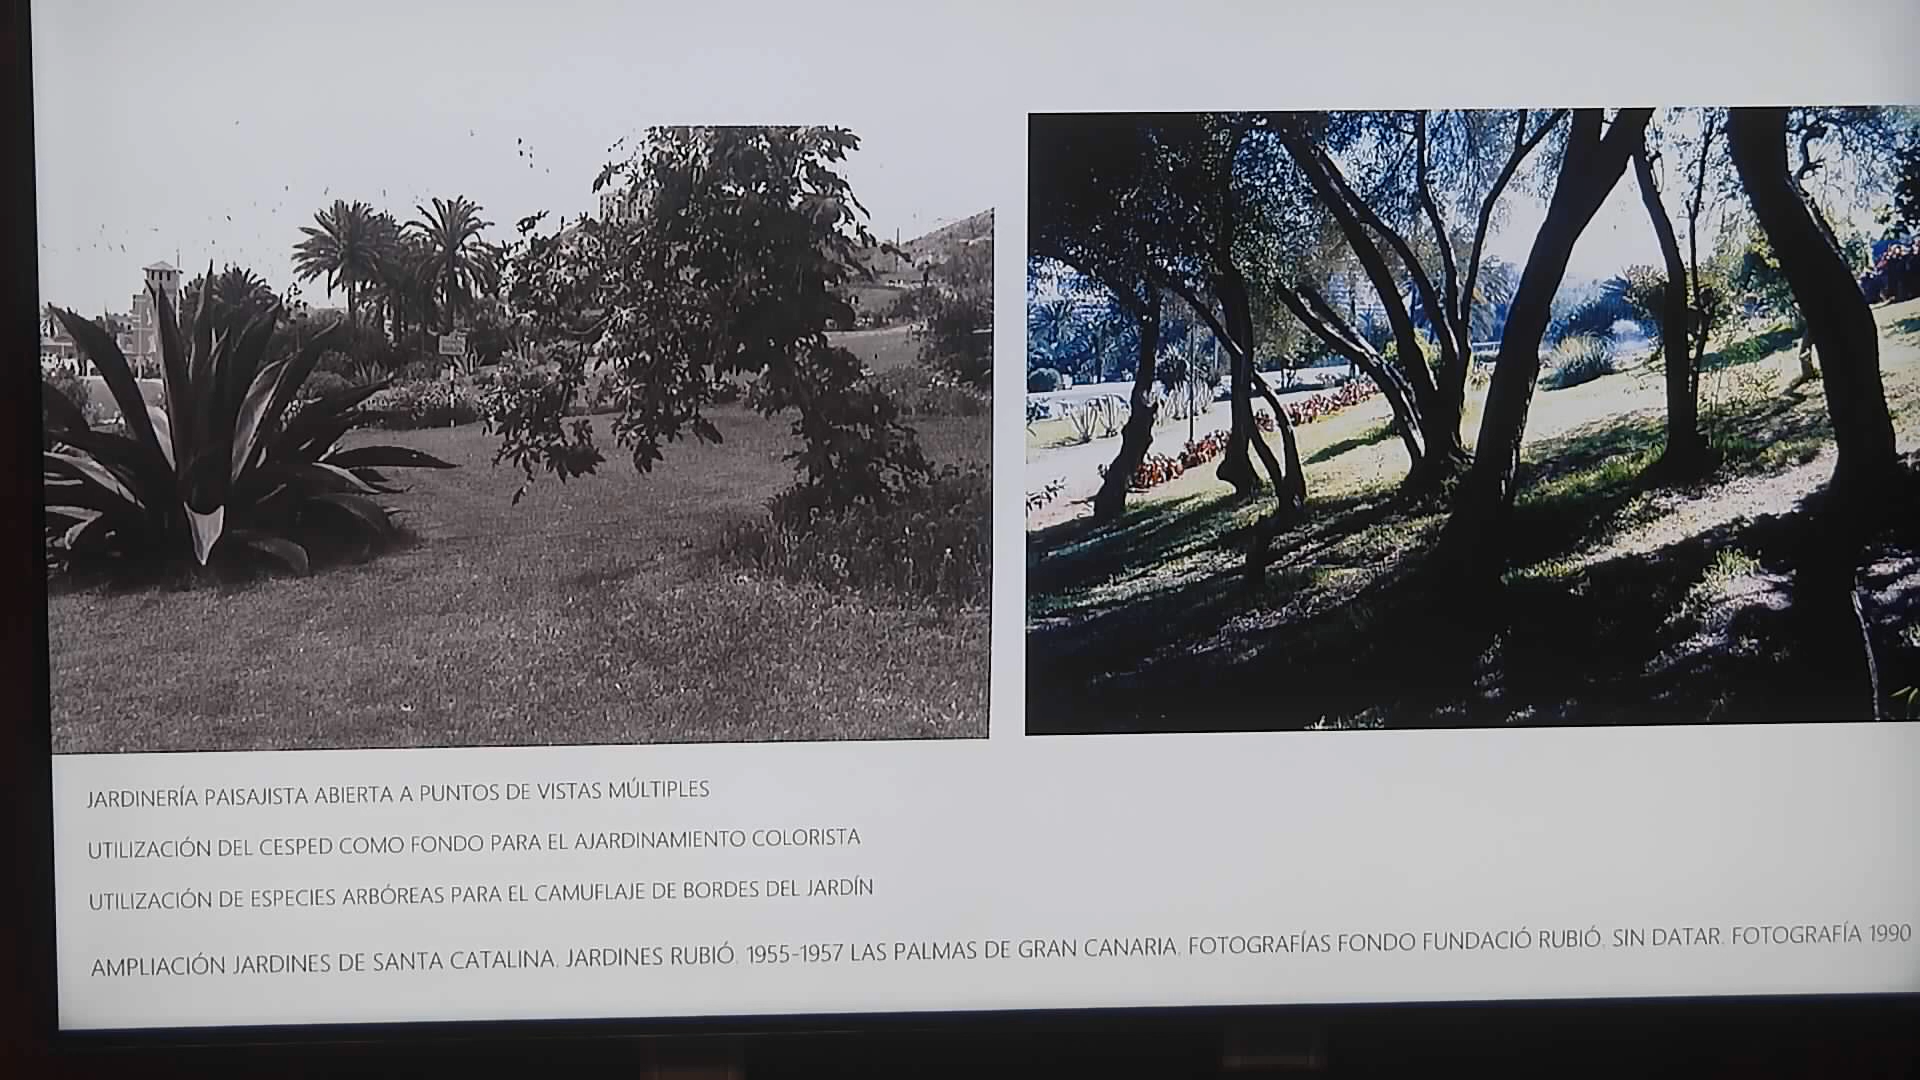 JARDINERÍA PAISAJISTA ABIERTA A PUNTOS DE VISTAS MÚLTIPLES
UTILIZACIÓN DEL CESPED COMO FONDO PARA EL AJARDINAMIENTO COLORISTA
UTILIZACIÓN DE ESPECIES ARBÓREAS PARA EL CAMUFLAJE DE BORDES DEL JARDÍN
AMPLIACIÓN JARDINES DE SANTA CATALINA. JARDINES RUBIÓ. 1955-1957 LAS PALMAS DE GRAN CANARIA. FOTOGRAFÍAS FONDO FUNDACIÓ RUBIÓ. SIN DATAR. FOTOGRAFÍA 1990